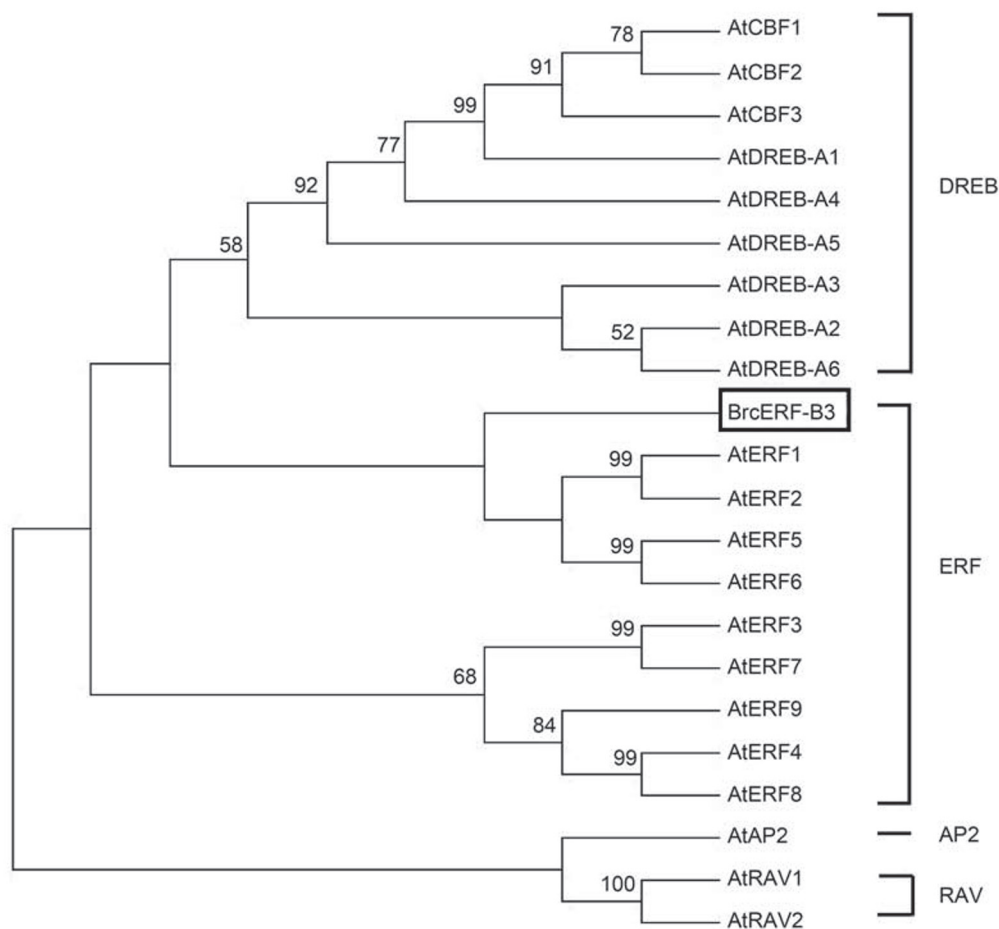 AtCBF1
78
AtCBF2
91
AtCBF3
99
AtDREB-A1
77
AtDREB-A4
92
AtDREB-A5
58
AtDREB-A3
AtDREB-A2
52
AtDREB-A6
DREB
BrcERF-B3
AtERF1
99
AtERF2
AtERF5
99
AtERF6
ERF
AtERF3
99
AtERF7
68
AtERF9
84
AtERF4
99
AtERF8
AtAP2
AP2
AtRAV1
100
RAV
AtRAV2